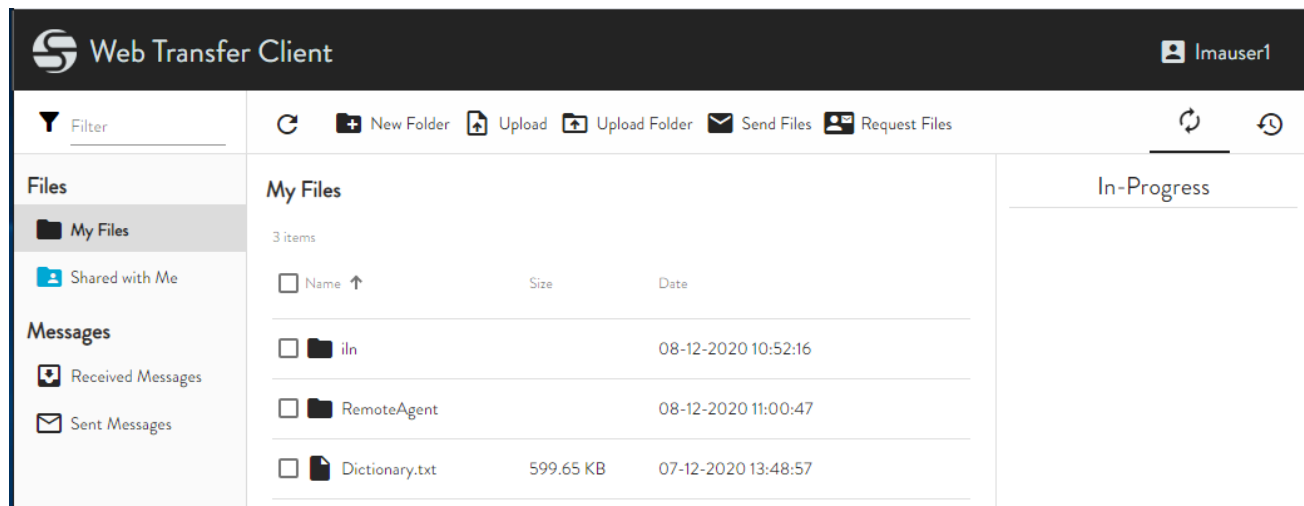 Web Transfer Client
lmauser1
Filter
New Folder Upload Upload Folder Send Files Request Files
Files
My Files
Shared with Me
Messages
Received Messages
Sent Messages
My Files
3 items
Name Size Date
iln 08-12-2020 10:52:16
RemoteAgent 08-12-2020 11:00:47
Dictionary.txt 599.65 KB 07-12-2020 13:48:57
In-Progress